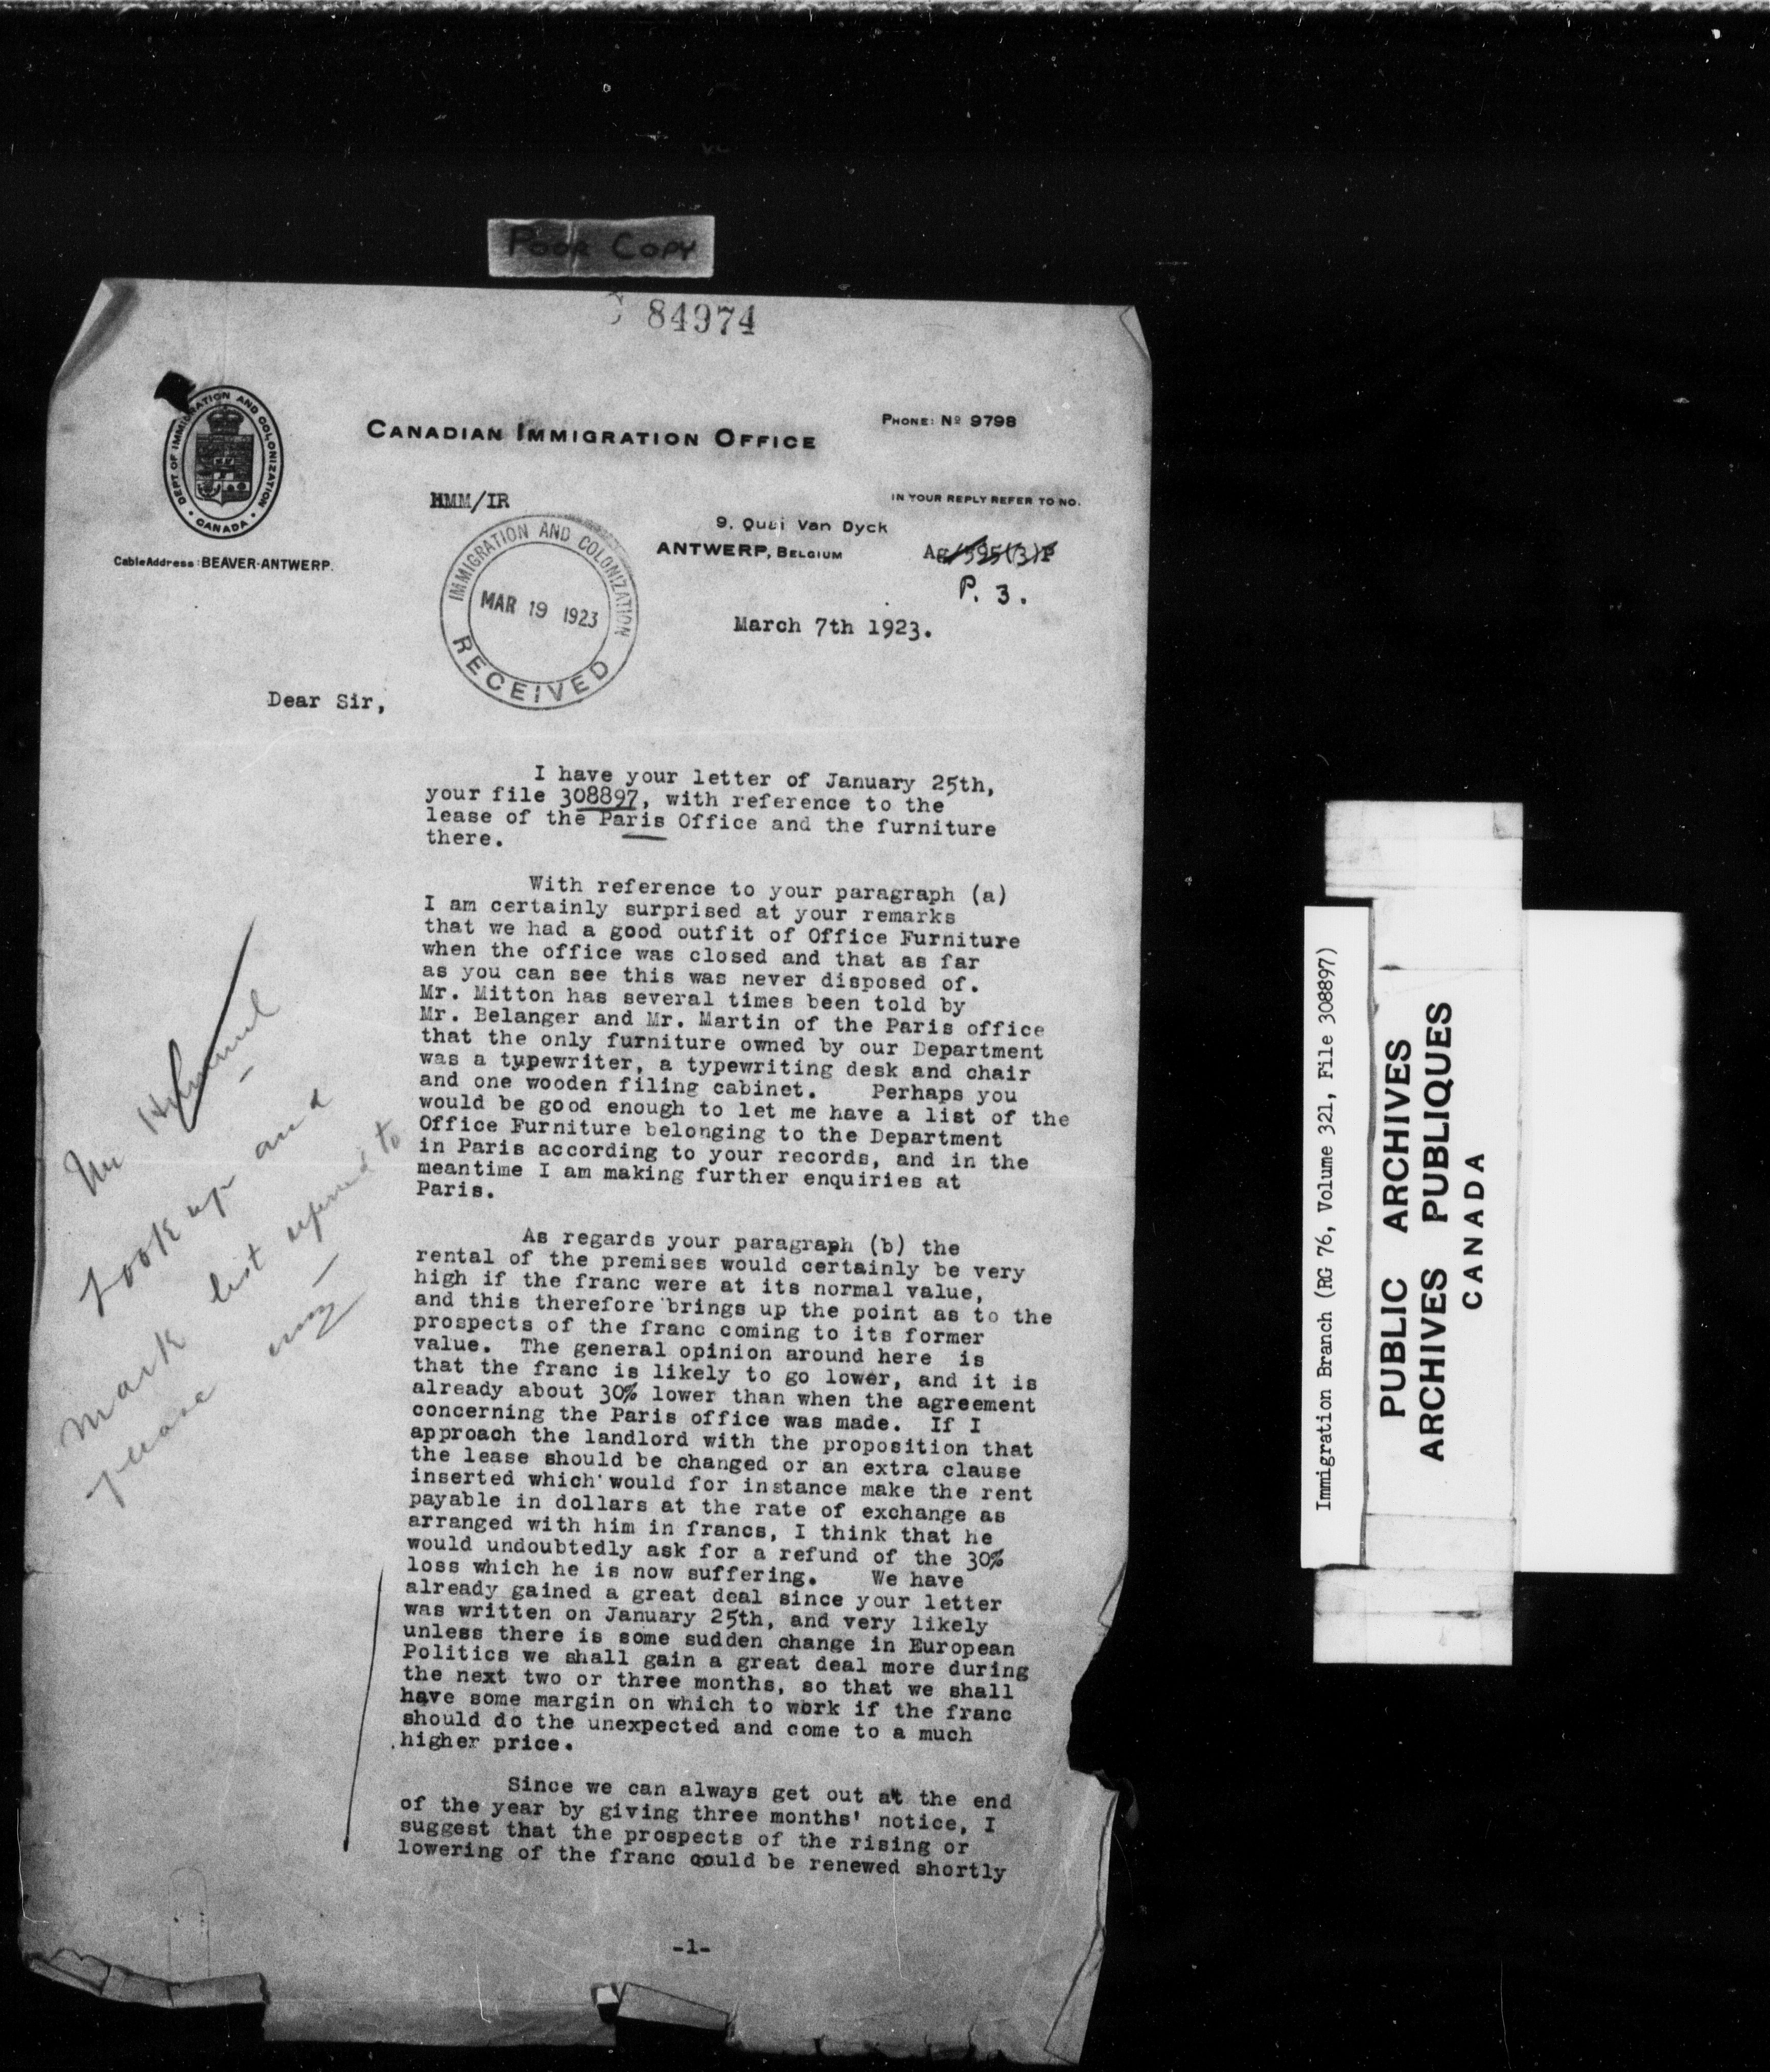 POOR COPY
C 84974
DEPT OF IMMIGRATION AND COLONIZATION
CANADA
CANADIAN IMMIGRATION OFFICE
PHONE: Nº 9798
HMM/IR
IN YOUR REPLY REFER TO NO.
9, Quai Van Dyck
ANTWERP, BELGIUM
Ag/595(3)P
Cable Address: BEAVER-ANTWERP.
P. 3.
IMMIGRATION AND COLONIZATION
MAR 19 1923
RECEIVED
March 7th 1923.
Dear Sir,
I have your letter of January 25th,
your file 308897, with reference to the
lease of the Paris Office and the furniture
there.
With reference to your paragraph (a)
I am certainly surprised at your remarks
that we had a good outfit of Office Furniture
when the office was closed and that as far
as you can see this was never disposed of.
Mr. Mitton has several times been told by
Mr. Belanger and Mr. Martin of the Paris office
that the only furniture owned by our Department
was a typewriter, a typewriting desk and chair
and one wooden filing cabinet. Perhaps you
would be good enough to let me have a list of the
Office Furniture belonging to the Department
in Paris according to your records, and in the
meantime I am making further enquiries at
Paris.
As regards your paragraph (b) the
rental of the premises would certainly be very
high if the franc were at its normal value,
and this therefore brings up the point as to the
prospects of the franc coming to its former
value. The general opinion around here is
that the franc is likely to go lower, and it is
already about 30% lower than when the agreement
concerning the Paris office was made. If I
approach the landlord with the proposition that
the lease should be changed or an extra clause
inserted which would for instance make the rent
payable in dollars at the rate of exchange as
arranged with him in francs, I think that he
would undoubtedly ask for a refund of the 30%
loss which he is now suffering. We have
already gained a great deal since your letter
was written on January 25th, and very likely
unless there is some sudden change in European
Politics we shall gain a great deal more during
the next two or three months, so that we shall
have some margin on which to work if the franc
should do the unexpected and come to a much
higher price.
Since we can always get out at the end
of the year by giving three months' notice, I
suggest that the prospects of the rising or
lowering of the franc could be renewed shortly
-1-
Mr
Look up and
mark list referred to
please
Immigration Branch (RG 76, Volume 321, File 308897)
PUBLIC ARCHIVES
ARCHIVES PUBLIQUES
CANADA